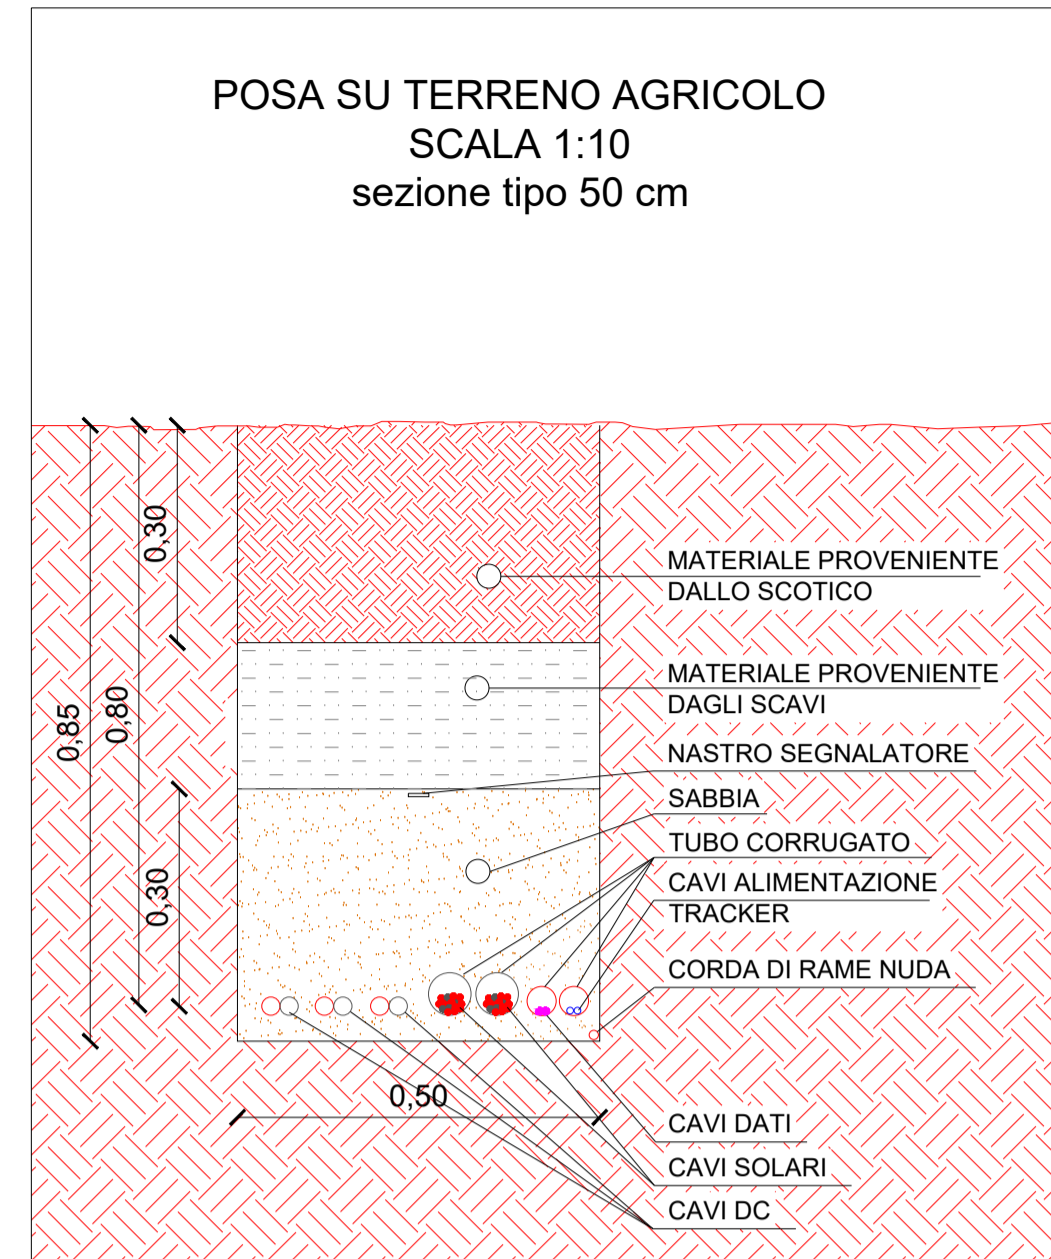 POSA SU TERRENO AGRICOLO
SCALA 1:10
sezione tipo 50 cm
0,30
MATERIALE PROVENIENTE
DALLO SCOTICO
MATERIALE PROVENIENTE
DAGLI SCAVI
0,85
0,80
NASTRO SEGNALATORE
SABBIA
TUBO CORRUGATO
0,30
CAVI ALIMENTAZIONE
TRACKER
CORDA DI RAME NUDA
0,50
CAVI DATI
CAVI SOLARI
CAVI DC